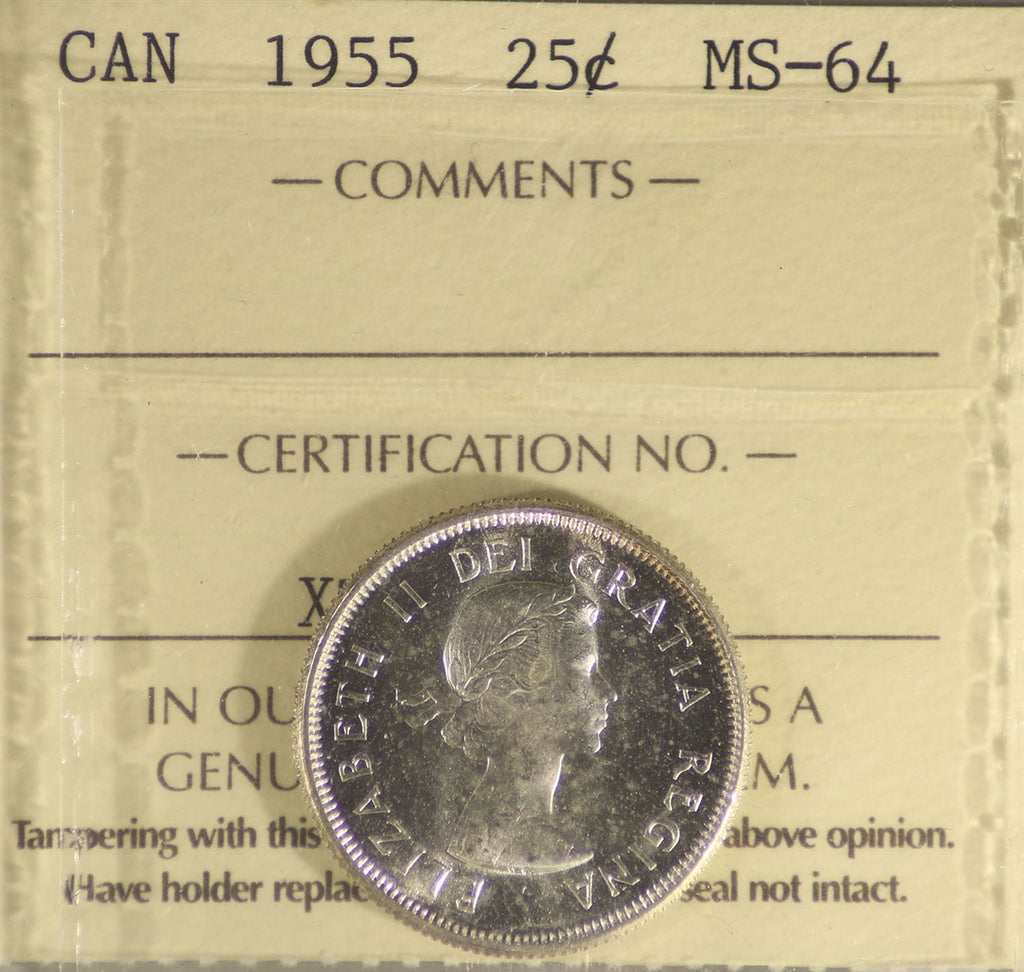 CAN 1955 25¢ MS-64
— COMMENTS —
— CERTIFICATION NO. —
X
IN OU S A
GENU M.
Tampering with this above opinion.
(Have holder replac seal not intact.
ELIZABETH II DEI GRATIA REGINA